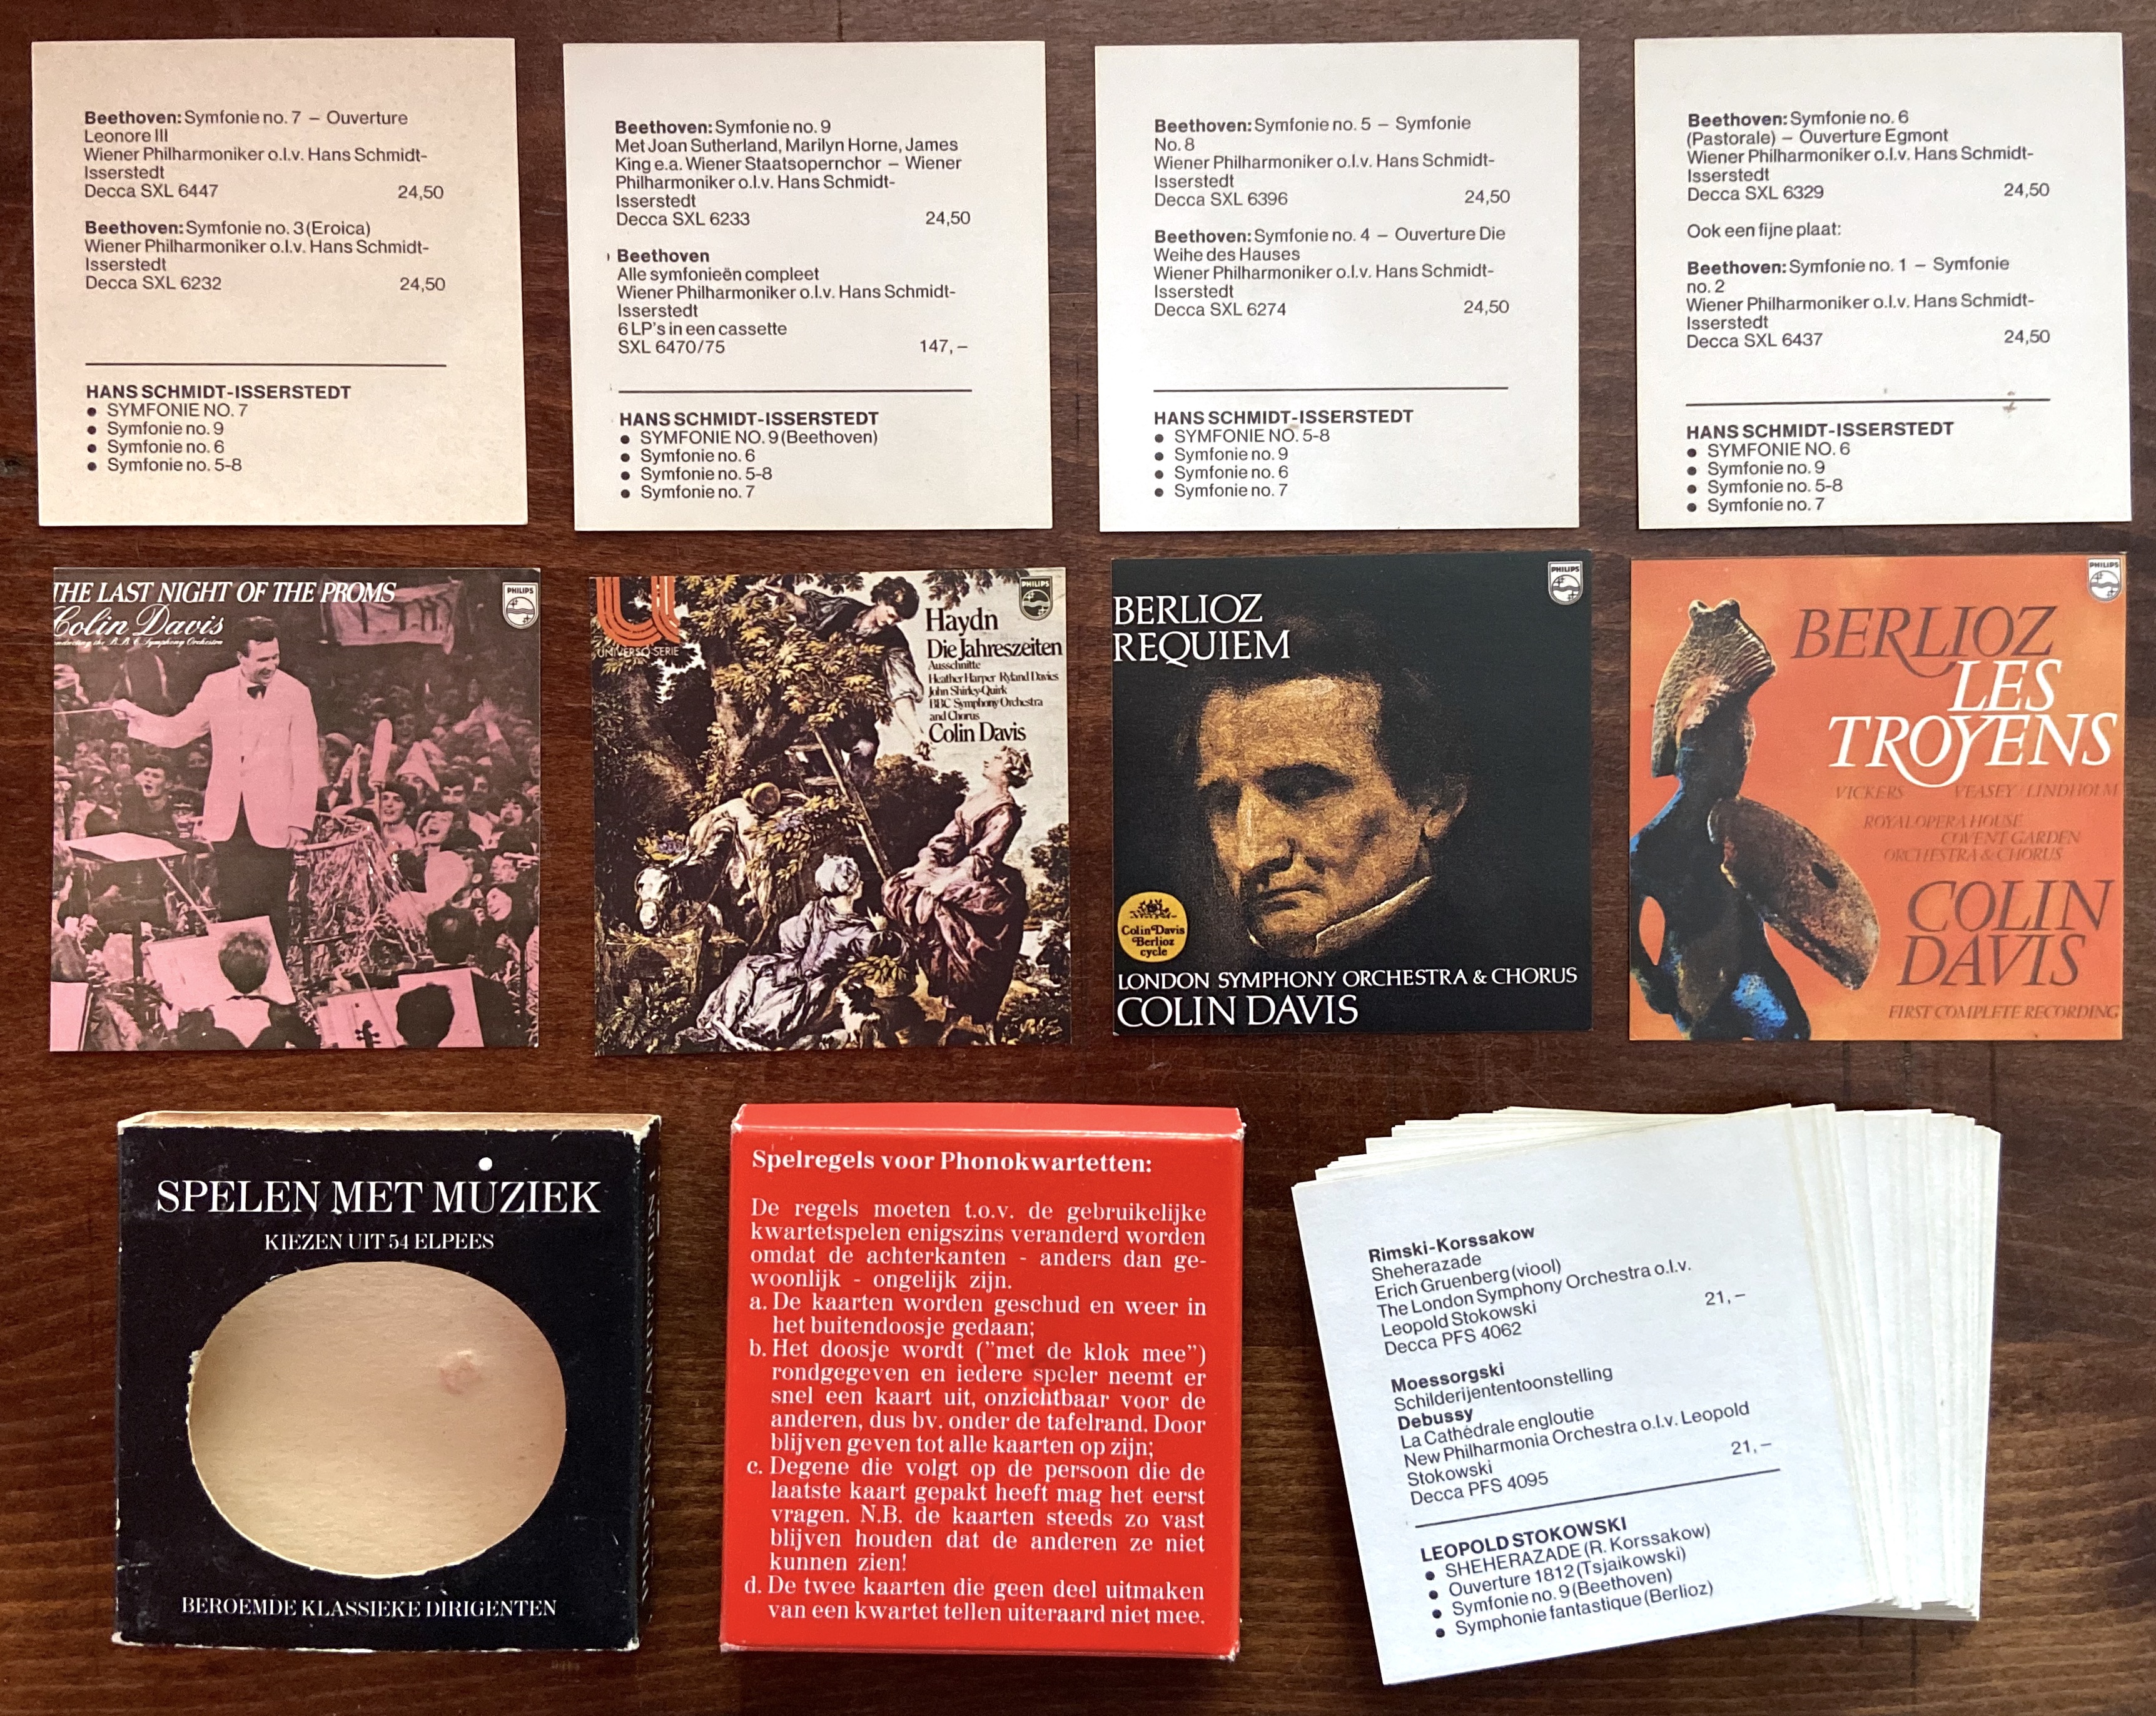 Beethoven: Symfonie no. 7 – Ouverture
Leonore III
Wiener Philharmoniker o.l.v. Hans Schmidt-
Isserstedt
Decca SXL 6447 24,50
Beethoven: Symfonie no. 3 (Eroica)
Wiener Philharmoniker o.l.v. Hans Schmidt-
Isserstedt
Decca SXL 6232 24,50
HANS SCHMIDT-ISSERSTEDT
● SYMFONIE NO. 7
● Symfonie no. 9
● Symfonie no. 6
● Symfonie no. 5-8
Beethoven: Symfonie no. 9
Met Joan Sutherland, Marilyn Horne, James
King e.a. Wiener Staatsopernchor – Wiener
Philharmoniker o.l.v. Hans Schmidt-
Isserstedt
Decca SXL 6233 24,50
Beethoven
Alle symfonieën compleet
Wiener Philharmoniker o.l.v. Hans Schmidt-
Isserstedt
6 LP's in een cassette
SXL 6470/75 147,–
HANS SCHMIDT-ISSERSTEDT
● SYMFONIE NO. 9 (Beethoven)
● Symfonie no. 6
● Symfonie no. 5-8
● Symfonie no. 7
Beethoven: Symfonie no. 5 – Symfonie
No. 8
Wiener Philharmoniker o.l.v. Hans Schmidt-
Isserstedt
Decca SXL 6396 24,50
Beethoven: Symfonie no. 4 – Ouverture Die
Weihe des Hauses
Wiener Philharmoniker o.l.v. Hans Schmidt-
Isserstedt
Decca SXL 6274 24,50
HANS SCHMIDT-ISSERSTEDT
● SYMFONIE NO. 5-8
● Symfonie no. 9
● Symfonie no. 6
● Symfonie no. 7
Beethoven: Symfonie no. 6
(Pastorale) – Ouverture Egmont
Wiener Philharmoniker o.l.v. Hans Schmidt-
Isserstedt
Decca SXL 6329 24,50
Ook een fijne plaat:
Beethoven: Symfonie no. 1 – Symfonie
no. 2
Wiener Philharmoniker o.l.v. Hans Schmidt-
Isserstedt
Decca SXL 6437 24,50
HANS SCHMIDT-ISSERSTEDT
● SYMFONIE NO. 6
● Symfonie no. 9
● Symfonie no. 5-8
● Symfonie no. 7
THE LAST NIGHT OF THE PROMS
Colin Davis
conducting the B.B.C. Symphony Orchestra
PHILIPS
UNIVERSO SERIE
PHILIPS
Haydn
Die Jahreszeiten
Ausschnitte
Heather Harper Ryland Davies
John Shirley-Quirk
BBC Symphony Orchestra
and Chorus
Colin Davis
PHILIPS
BERLIOZ
REQUIEM
Colin Davis
Berlioz
cycle
LONDON SYMPHONY ORCHESTRA & CHORUS
COLIN DAVIS
PHILIPS
BERLIOZ
LES
TROYENS
VICKERS VEASEY LINDHOLM
ROYAL OPERA HOUSE
COVENT GARDEN
ORCHESTRA & CHORUS
COLIN
DAVIS
FIRST COMPLETE RECORDING
SPELEN MET MUZIEK
KIEZEN UIT 54 ELPEES
BEROEMDE KLASSIEKE DIRIGENTEN
Spelregels voor Phonokwartetten:
De regels moeten t.o.v. de gebruikelijke
kwartetspelen enigszins veranderd worden
omdat de achterkanten - anders dan ge-
woonlijk - ongelijk zijn.
a. De kaarten worden geschud en weer in
het buitendoosje gedaan;
b. Het doosje wordt ("met de klok mee")
rondgegeven en iedere speler neemt er
snel een kaart uit, onzichtbaar voor de
anderen, dus bv. onder de tafelrand. Door
blijven geven tot alle kaarten op zijn;
c. Degene die volgt op de persoon die de
laatste kaart gepakt heeft mag het eerst
vragen. N.B. de kaarten steeds zo vast
blijven houden dat de anderen ze niet
kunnen zien!
d. De twee kaarten die geen deel uitmaken
van een kwartet tellen uiteraard niet mee.
Rimski-Korssakow
Sheherazade
Erich Gruenberg (viool)
The London Symphony Orchestra o.l.v.
Leopold Stokowski
Decca PFS 4062 21,–
Moessorgski
Schilderijententoonstelling
Debussy
La Cathédrale engloutie
New Philharmonia Orchestra o.l.v. Leopold
Stokowski
Decca PFS 4095 21,–
LEOPOLD STOKOWSKI
● SHEHERAZADE (R. Korssakow)
● Ouverture 1812 (Tsjaikowski)
● Symfonie no. 9 (Beethoven)
● Symphonie fantastique (Berlioz)